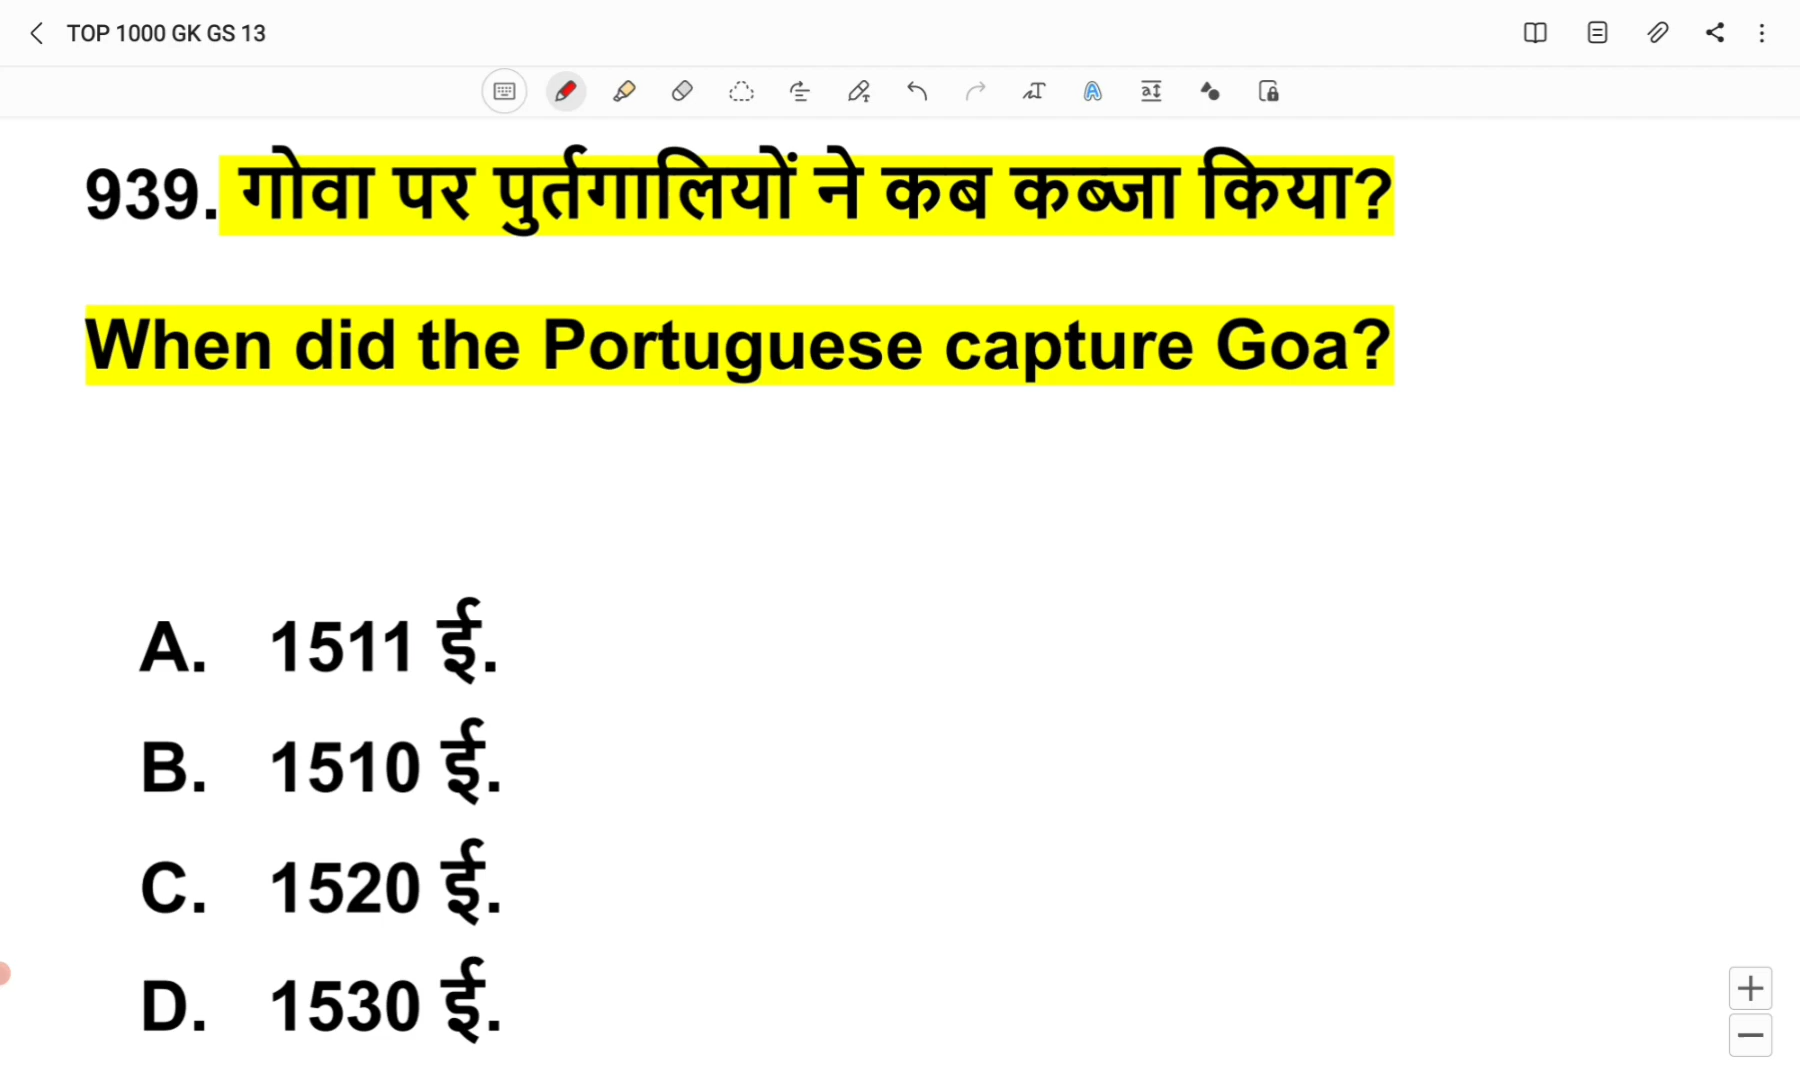 TOP 1000 GK GS 13
939. गोवा पर पुर्तगालियों ने कब कब्जा किया?
When did the Portuguese capture Goa?
A. 1511 ई.
B. 1510 ई.
C. 1520 ई.
D. 1530 ई.